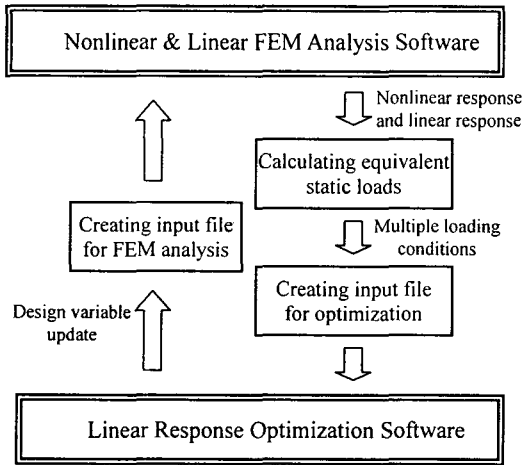 Nonlinear & Linear FEM Analysis Software
Nonlinear response
and linear response
Calculating equivalent
static loads
Multiple loading
conditions
Creating input file
for FEM analysis
Creating input file
for optimization
Design variable
update
Linear Response Optimization Software